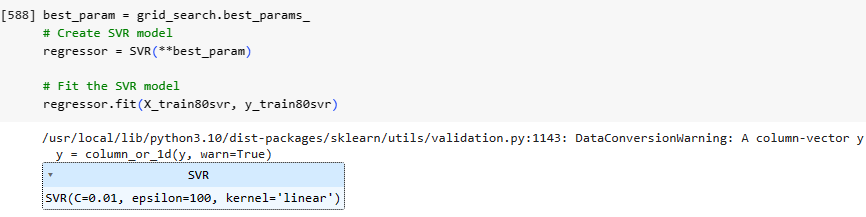 [588] best_param = grid_search.best_params_
# Create SVR model
regressor = SVR(**best_param)
# Fit the SVR model
regressor.fit(X_train80svr, y_train80svr)
/usr/local/lib/python3.10/dist-packages/sklearn/utils/validation.py:1143: DataConversionWarning: A column-vector y
y = column_or_1d(y, warn=True)
SVR
SVR(C=0.01, epsilon=100, kernel='linear')